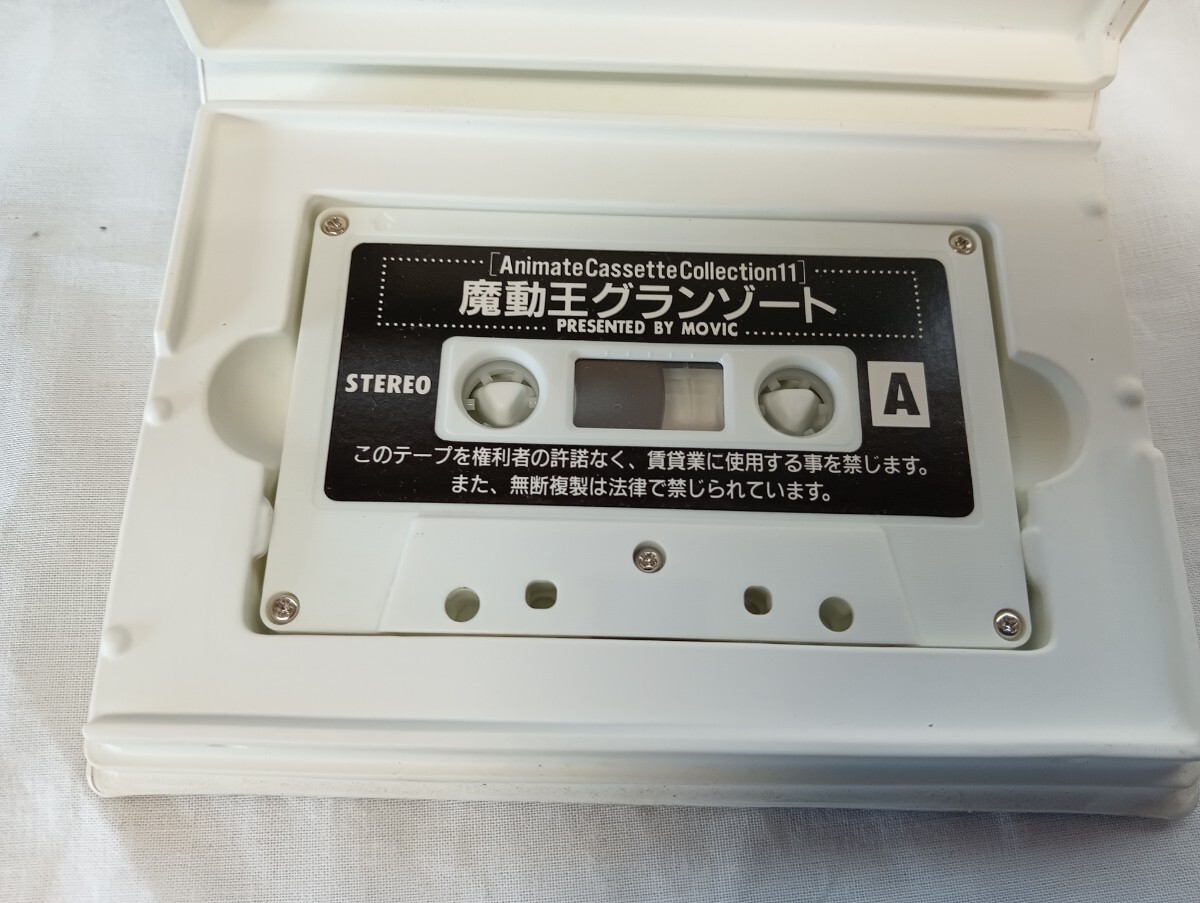 [AnimateCassetteCollection11]
魔動王グランゾート
PRESENTED BY MOVIC
STEREO
A
このテープを権利者の許諾なく、賃貸業に使用する事を禁じます。
また、無断複製は法律で禁じられています。